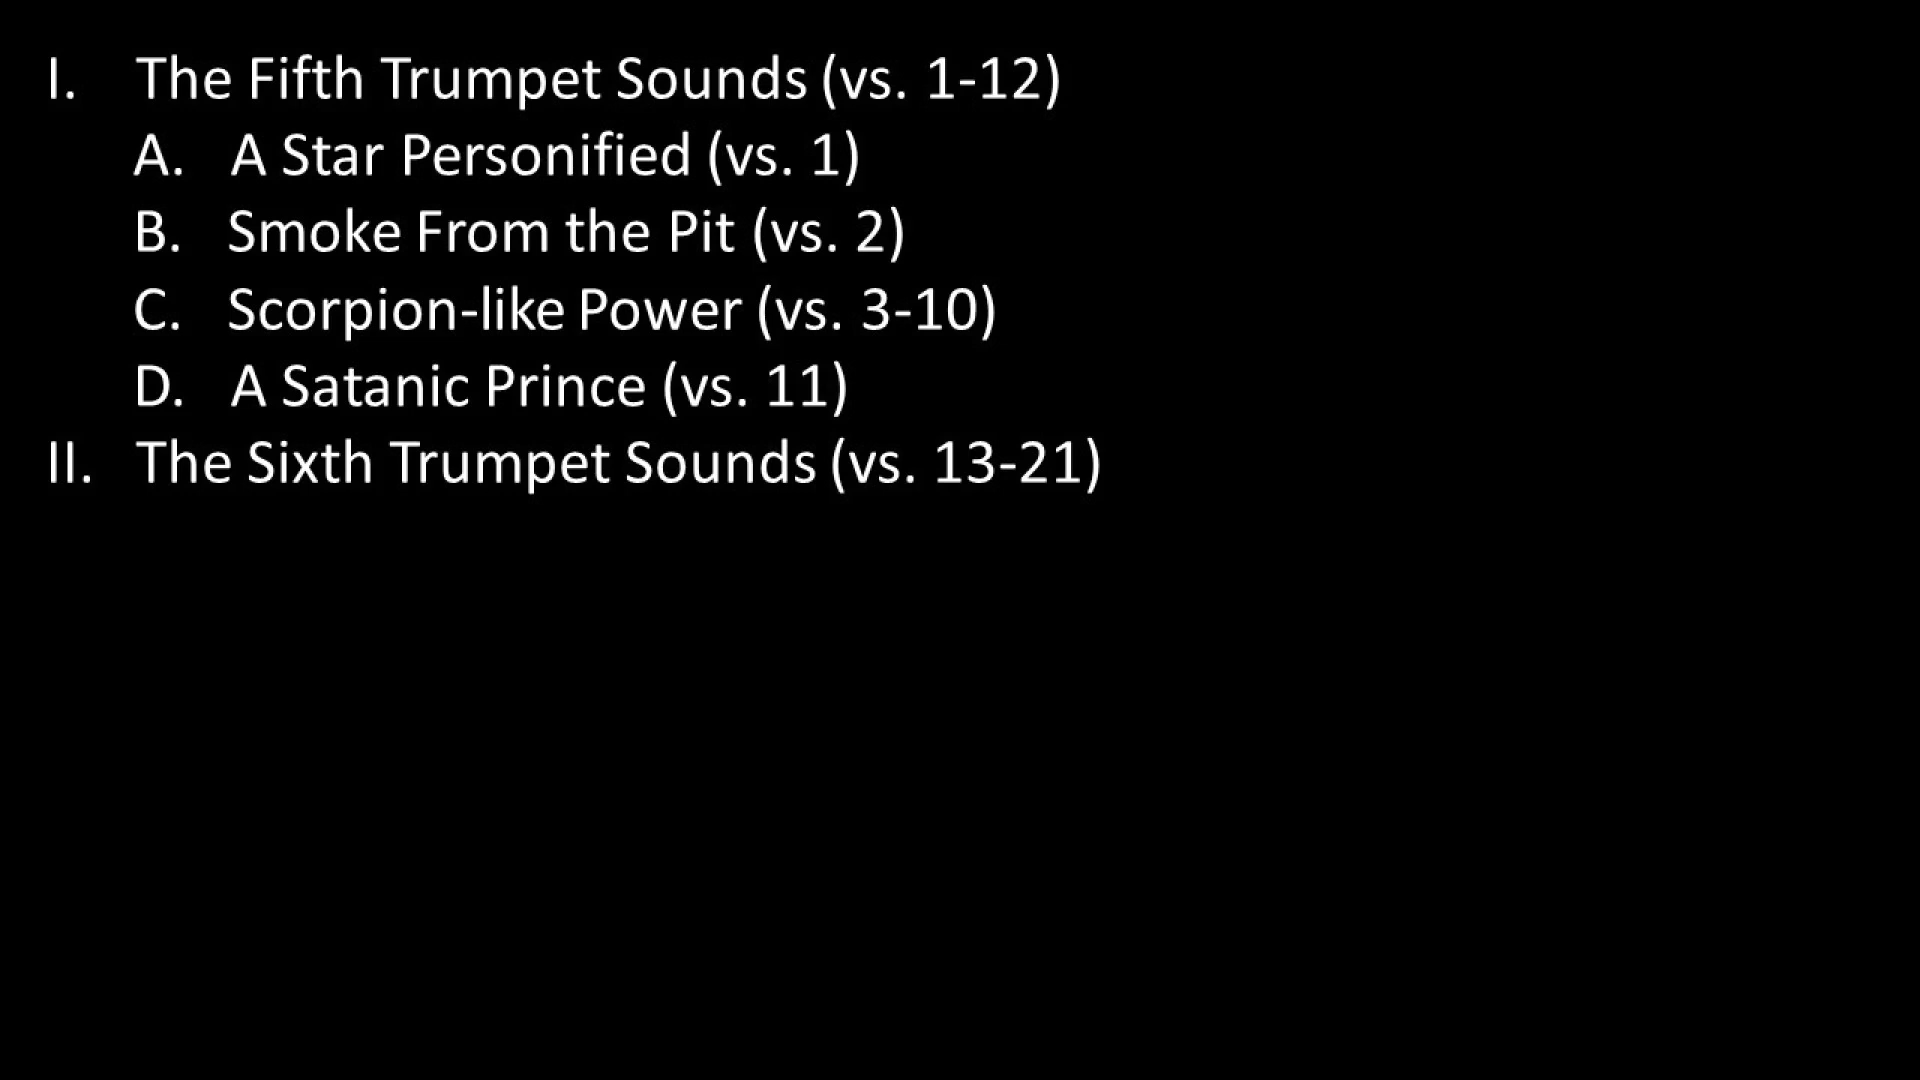 I. The Fifth Trumpet Sounds (vs. 1-12)
A. A Star Personified (vs. 1)
B. Smoke From the Pit (vs. 2)
C. Scorpion-like Power (vs. 3-10)
D. A Satanic Prince (vs. 11)
II. The Sixth Trumpet Sounds (vs. 13-21)